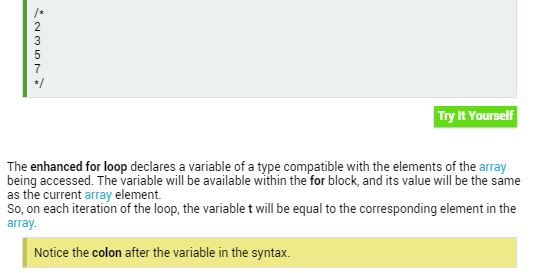 /*
2
3
5
7
*/
Try It Yourself
The enhanced for loop declares a variable of a type compatible with the elements of the array
being accessed. The variable will be available within the for block, and its value will be the same
as the current array element.
So, on each iteration of the loop, the variable t will be equal to the corresponding element in the
array.
Notice the colon after the variable in the syntax.